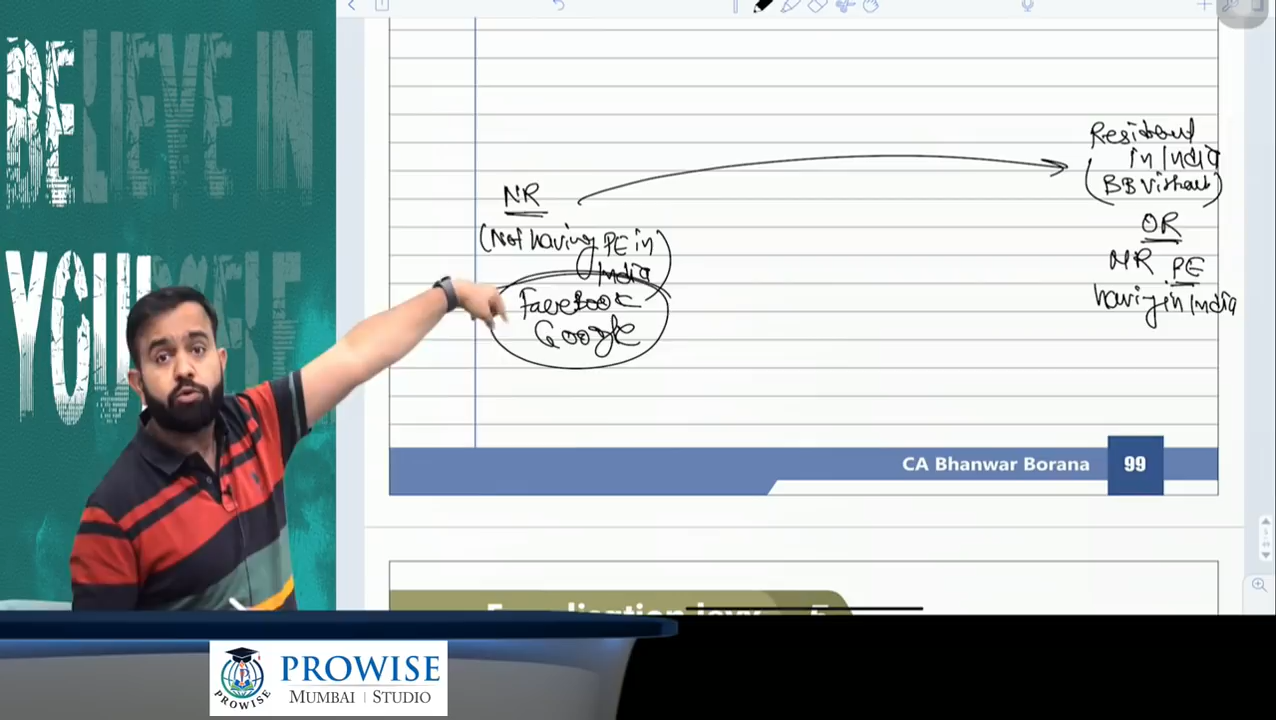 BELIEVE IN
YOURSELF
Resident
in India
(BB Vishal)
OR
NR PE
having in India
NR
(Not having PE in
India)
Facebook
Google
CA Bhanwar Borana 99
PROWISE
PROWISE
MUMBAI | STUDIO